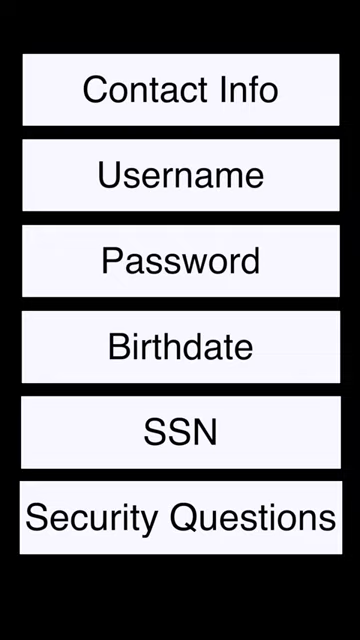 Contact Info
Username
Password
Birthdate
SSN
Security Questions